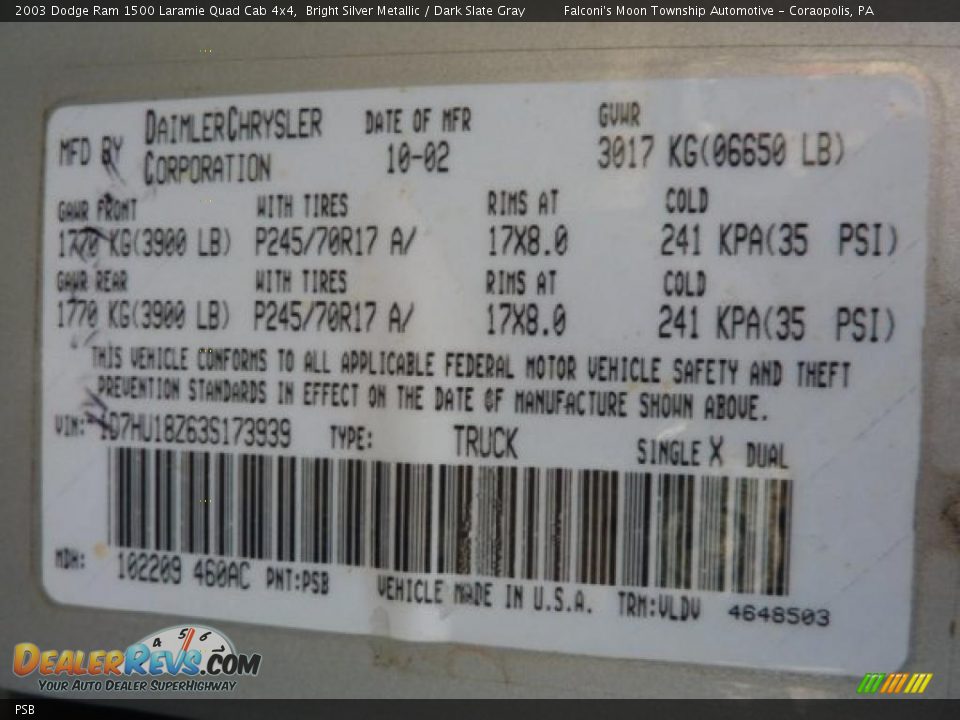 2003 Dodge Ram 1500 Laramie Quad Cab 4x4, Bright Silver Metallic / Dark Slate Gray Falconi's Moon Township Automotive - Coraopolis, PA
MFD BY DAIMLERCHRYSLER CORPORATION DATE OF MFR 10-02 GVWR 3017 KG(06650 LB)
GAWR FRONT WITH TIRES RIMS AT COLD
1770 KG(3900 LB) P245/70R17 A/ 17X8.0 241 KPA(35 PSI)
GAWR REAR WITH TIRES RIMS AT COLD
1770 KG(3900 LB) P245/70R17 A/ 17X8.0 241 KPA(35 PSI)
THIS VEHICLE CONFORMS TO ALL APPLICABLE FEDERAL MOTOR VEHICLE SAFETY AND THEFT
PREVENTION STANDARDS IN EFFECT ON THE DATE OF MANUFACTURE SHOWN ABOVE.
VIN: 1D7HU18Z63S173939 TYPE: TRUCK SINGLE X DUAL
MDH: 102209 460AC PNT:PSB VEHICLE MADE IN U.S.A. TRM:VLDV 4648503
4 5 6
DEALERREVS.COM
YOUR AUTO DEALER SUPERHIGHWAY
PSB